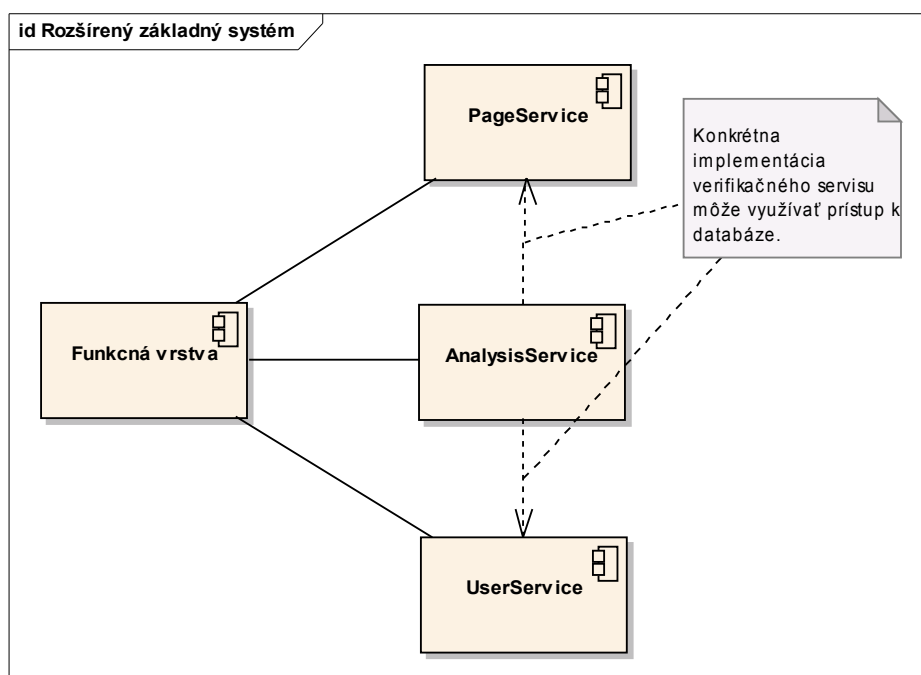 id Rozšírený základný systém
PageService
Konkrétna
implementácia
verifikačného servisu
môže využívať prístup k
databáze.
Funkcná vrstva
AnalysisService
UserService